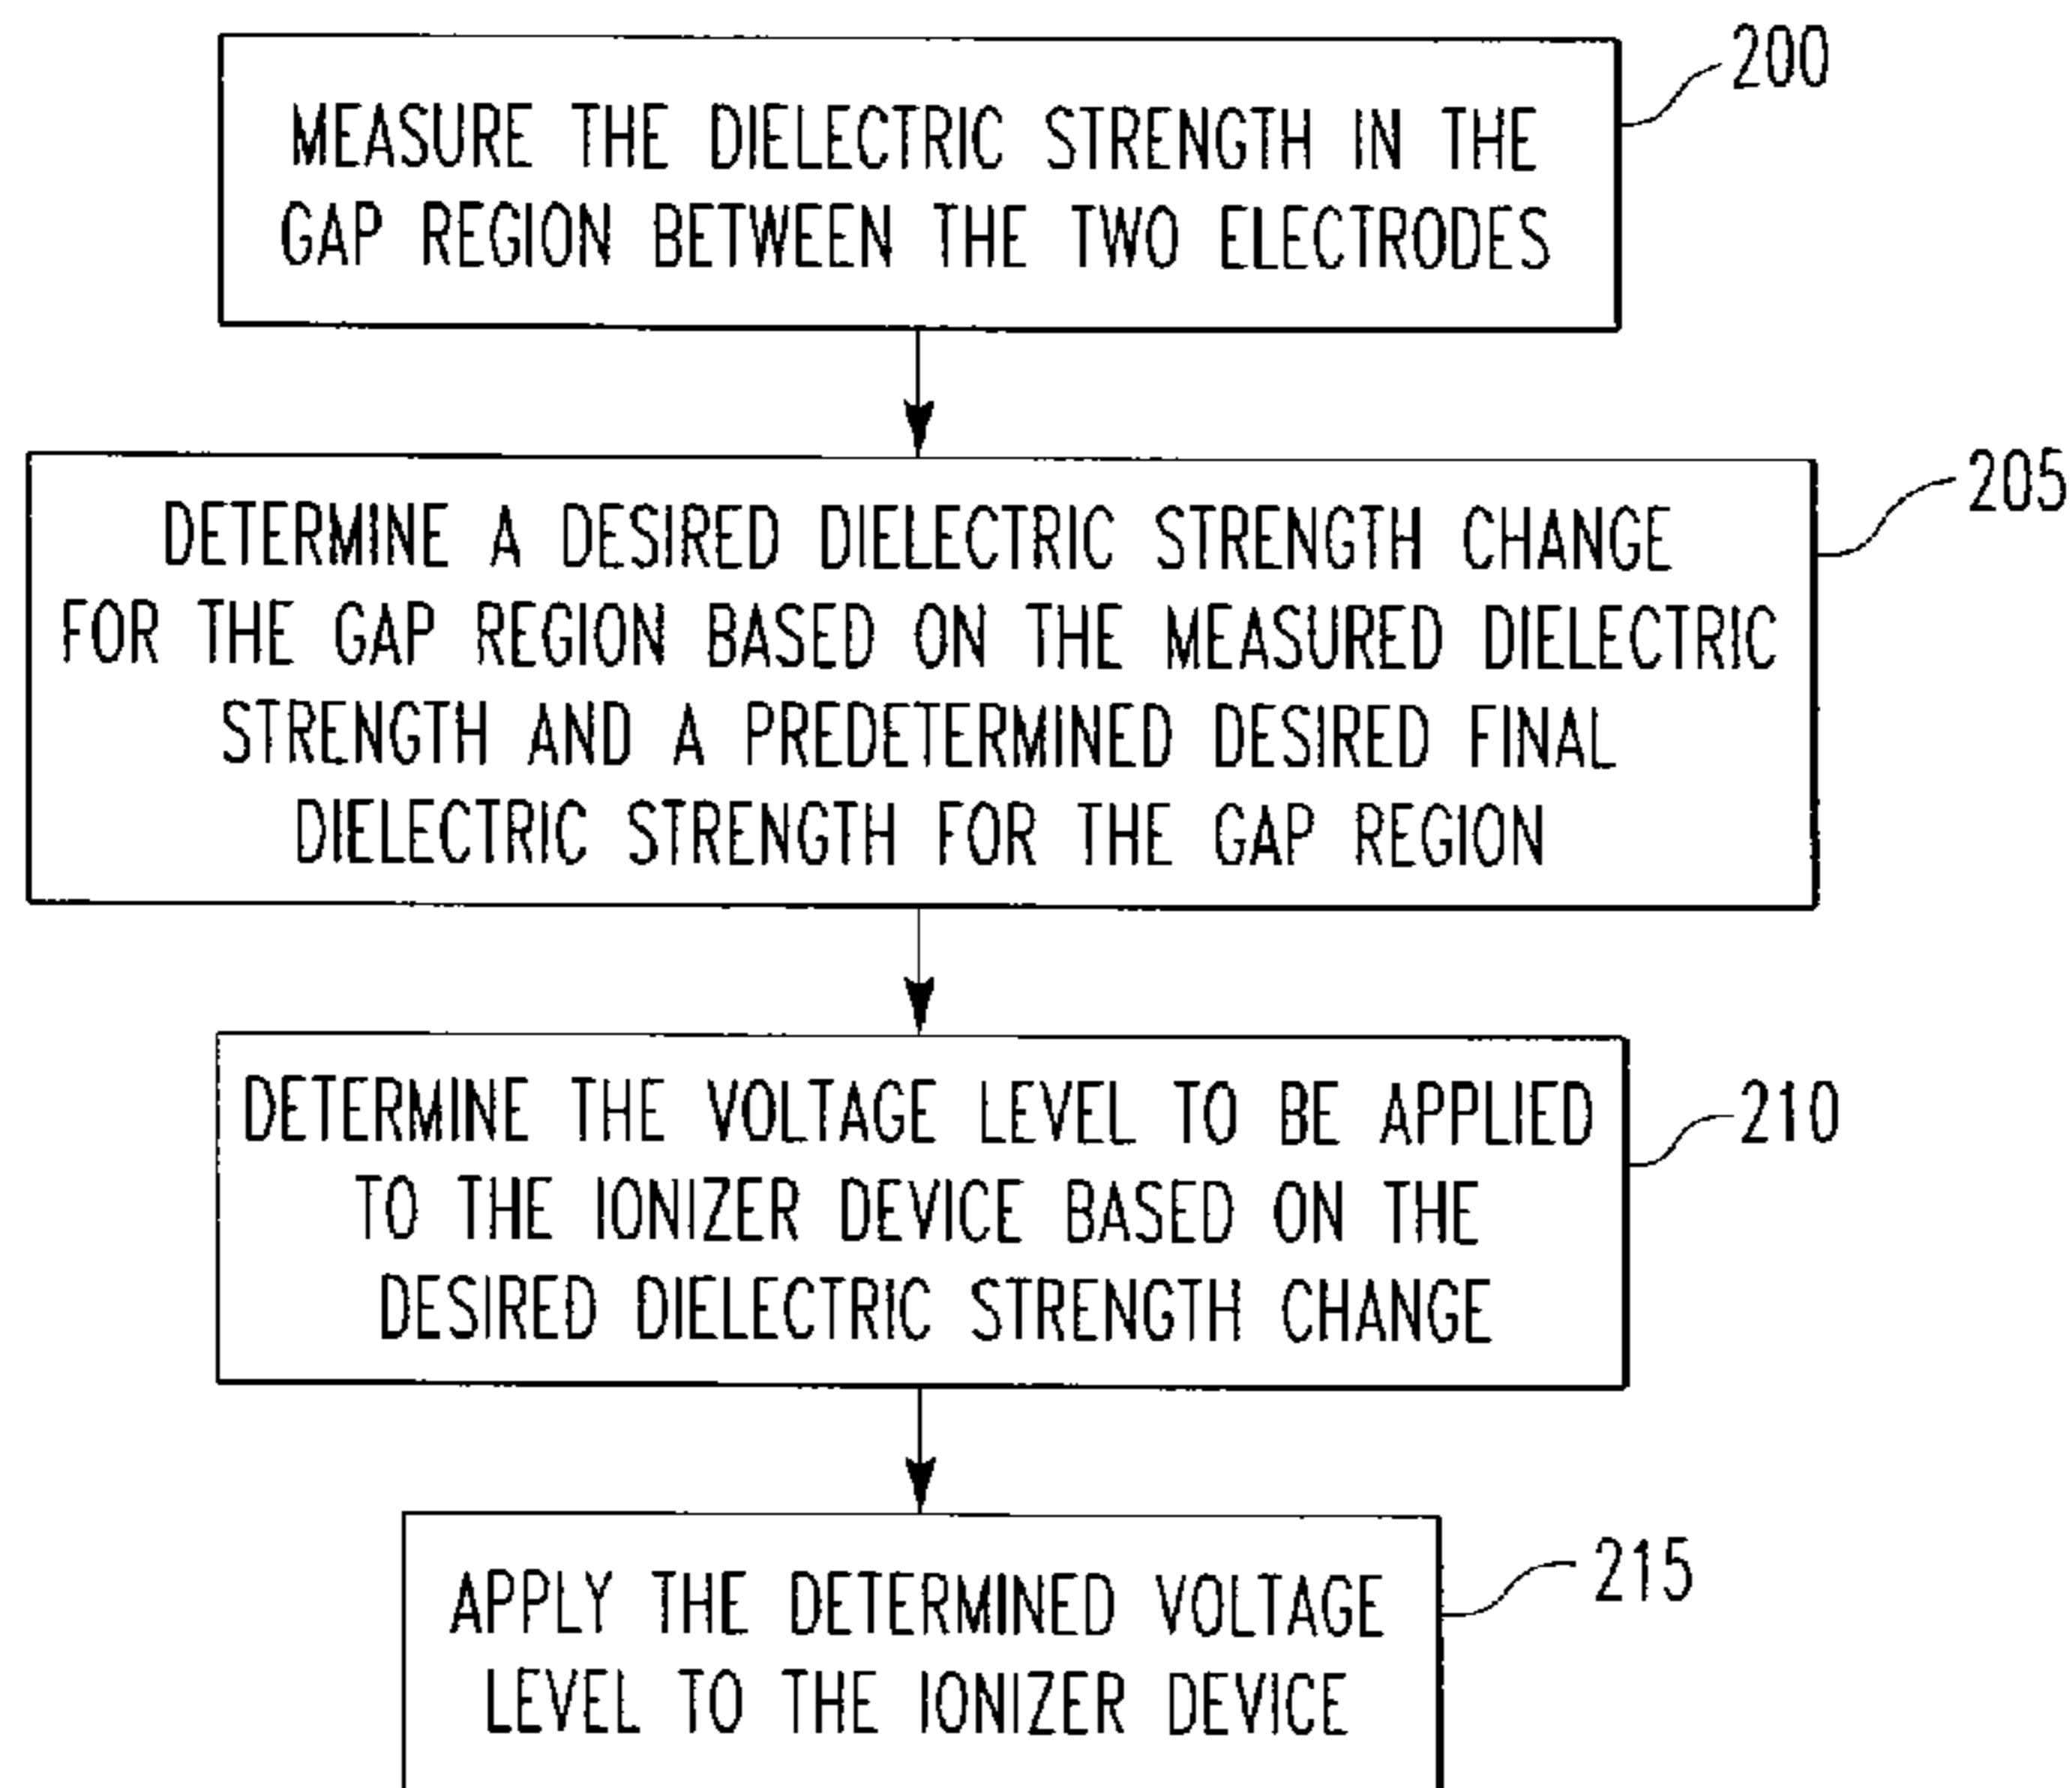 200
MEASURE THE DIELECTRIC STRENGTH IN THE
GAP REGION BETWEEN THE TWO ELECTRODES
205
DETERMINE A DESIRED DIELECTRIC STRENGTH CHANGE
FOR THE GAP REGION BASED ON THE MEASURED DIELECTRIC
STRENGTH AND A PREDETERMINED DESIRED FINAL
DIELECTRIC STRENGTH FOR THE GAP REGION
210
DETERMINE THE VOLTAGE LEVEL TO BE APPLIED
TO THE IONIZER DEVICE BASED ON THE
DESIRED DIELECTRIC STRENGTH CHANGE
215
APPLY THE DETERMINED VOLTAGE
LEVEL TO THE IONIZER DEVICE